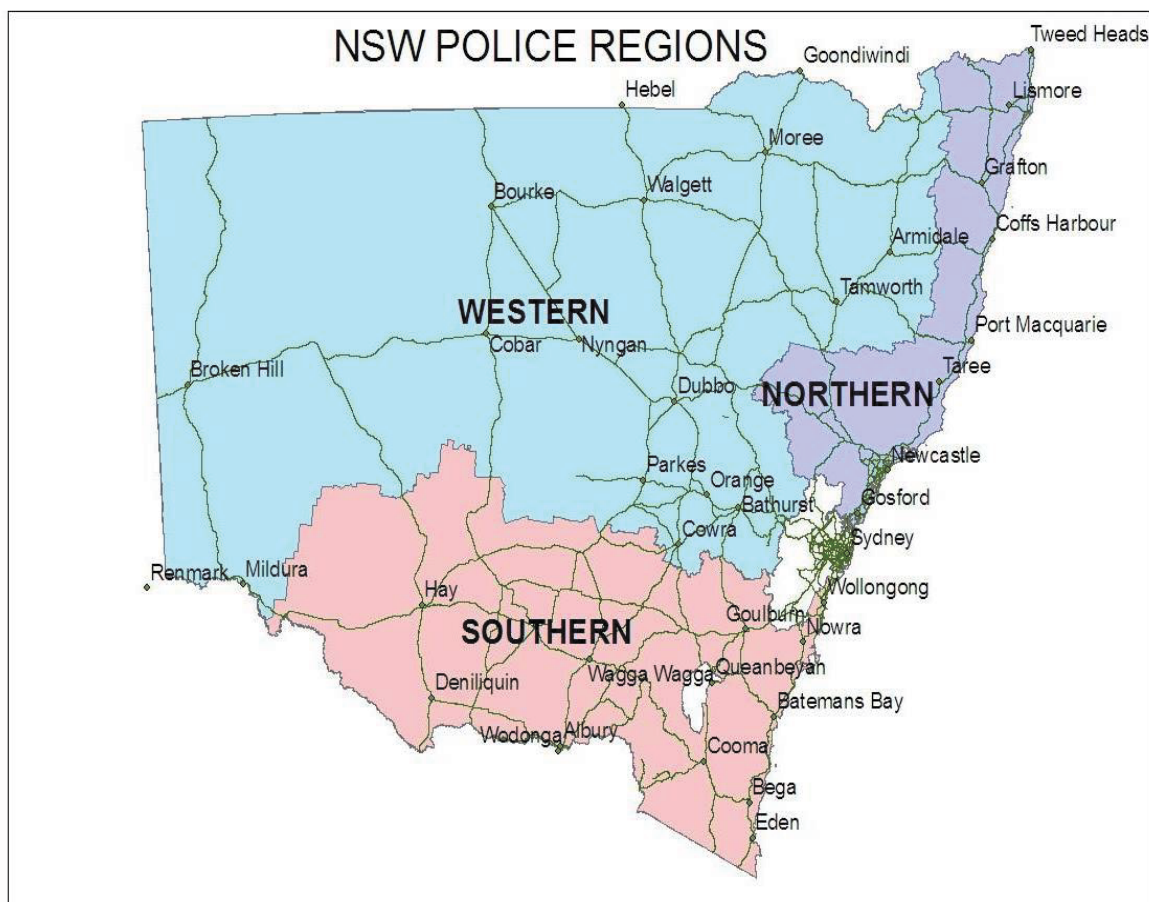 NSW POLICE REGIONS
Tweed Heads
Goondiwindi
Hebel
Lismore
Moree
Grafton
Bourke
Walgett
Coffs Harbour
Armidale
Tamworth
WESTERN
Port Macquarie
Cobar
Nyngan
Broken Hill
Taree
Dubbo
NORTHERN
Newcastle
Parkes
Orange
Gosford
Bathurst
Cowra
Sydney
Renmark
Mildura
Hay
Wollongong
Goulburn
Nowra
SOUTHERN
Wagga Wagga
Queanbeyan
Deniliquin
Batemans Bay
Wodonga
Albury
Cooma
Bega
Eden